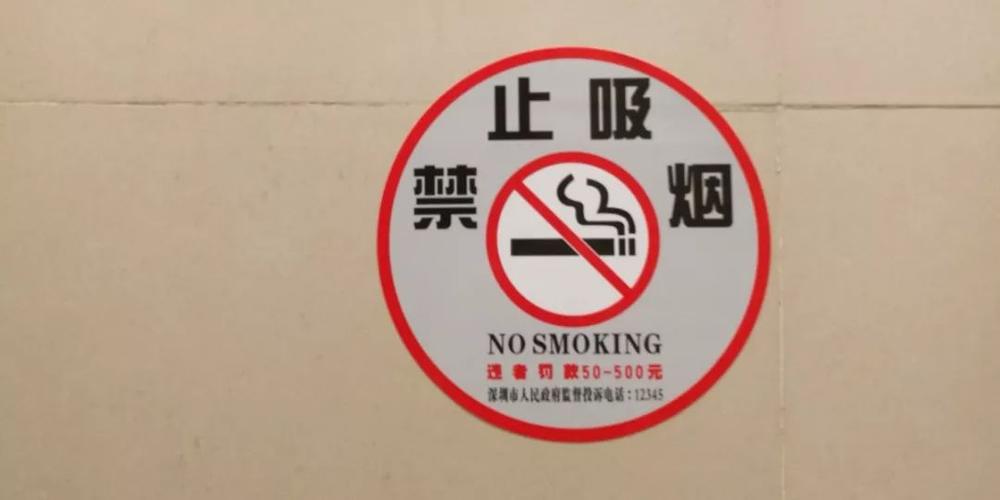 禁止吸烟
NO SMOKING
违者罚款50-500元
深圳市人民政府监督投诉电话：12345